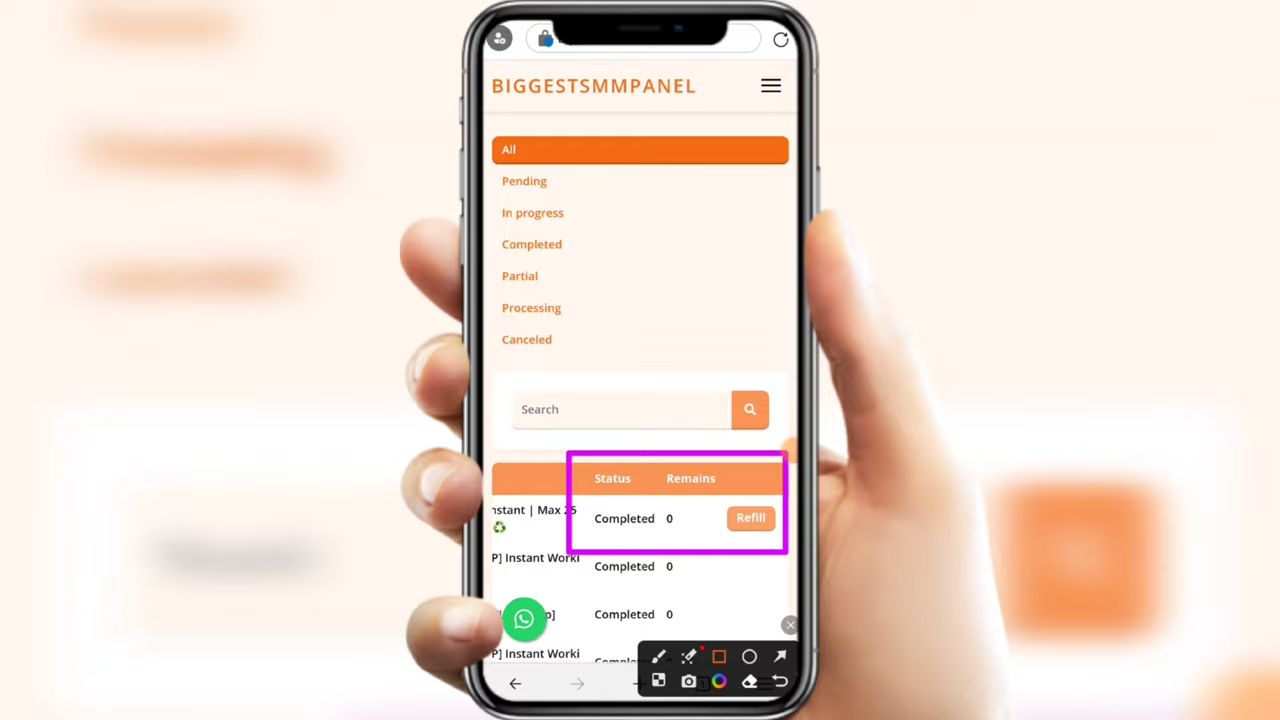 BIGGESTSMMPANEL
All
Pending
In progress
Completed
Partial
Processing
Canceled
Search
Status Remains
nstant | Max 25 Completed 0 Refill
P] Instant Worki Completed 0
Completed 0
P] Instant Worki